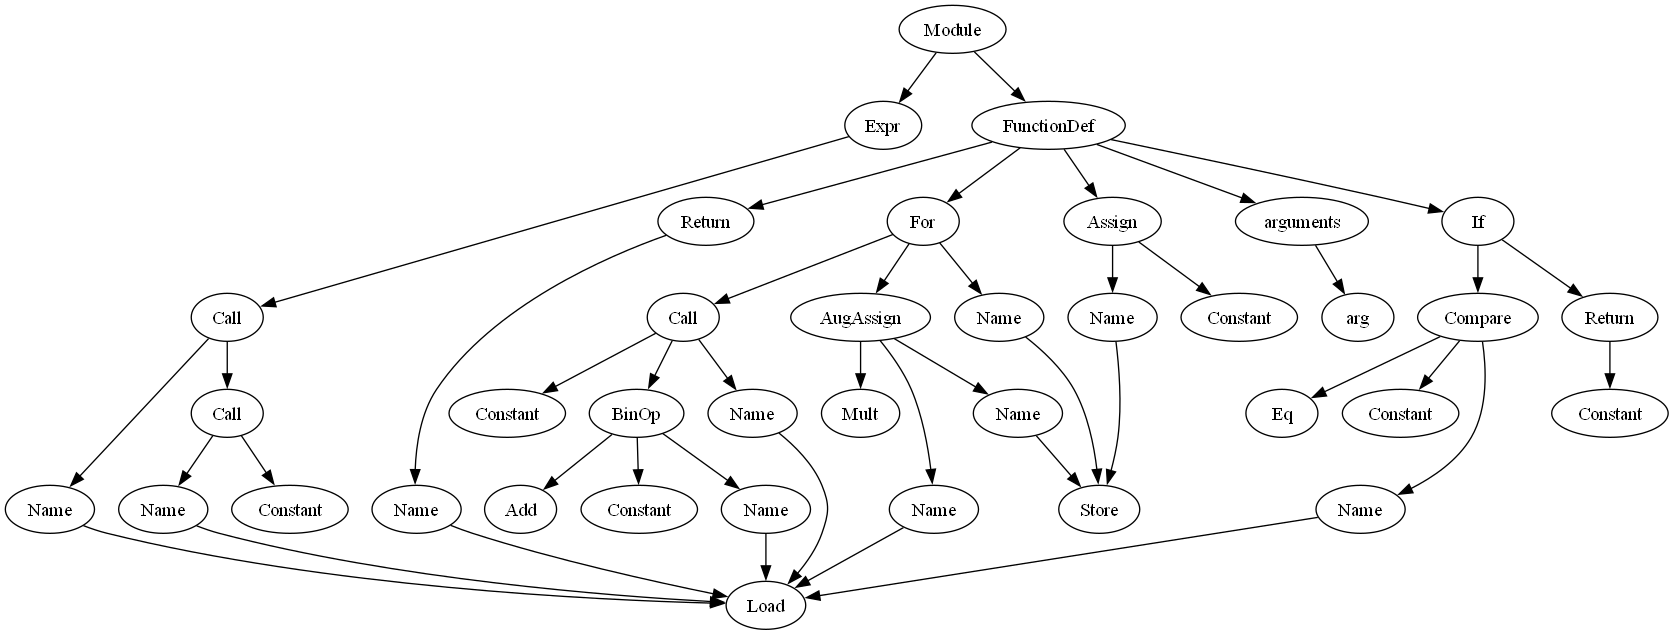 Module
Expr
FunctionDef
Return
For
Assign
arguments
If
Call
Call
AugAssign
Name
Name
Constant
arg
Compare
Return
Call
Constant
BinOp
Name
Mult
Name
Eq
Constant
Constant
Name
Name
Constant
Name
Add
Constant
Name
Name
Store
Name
Load